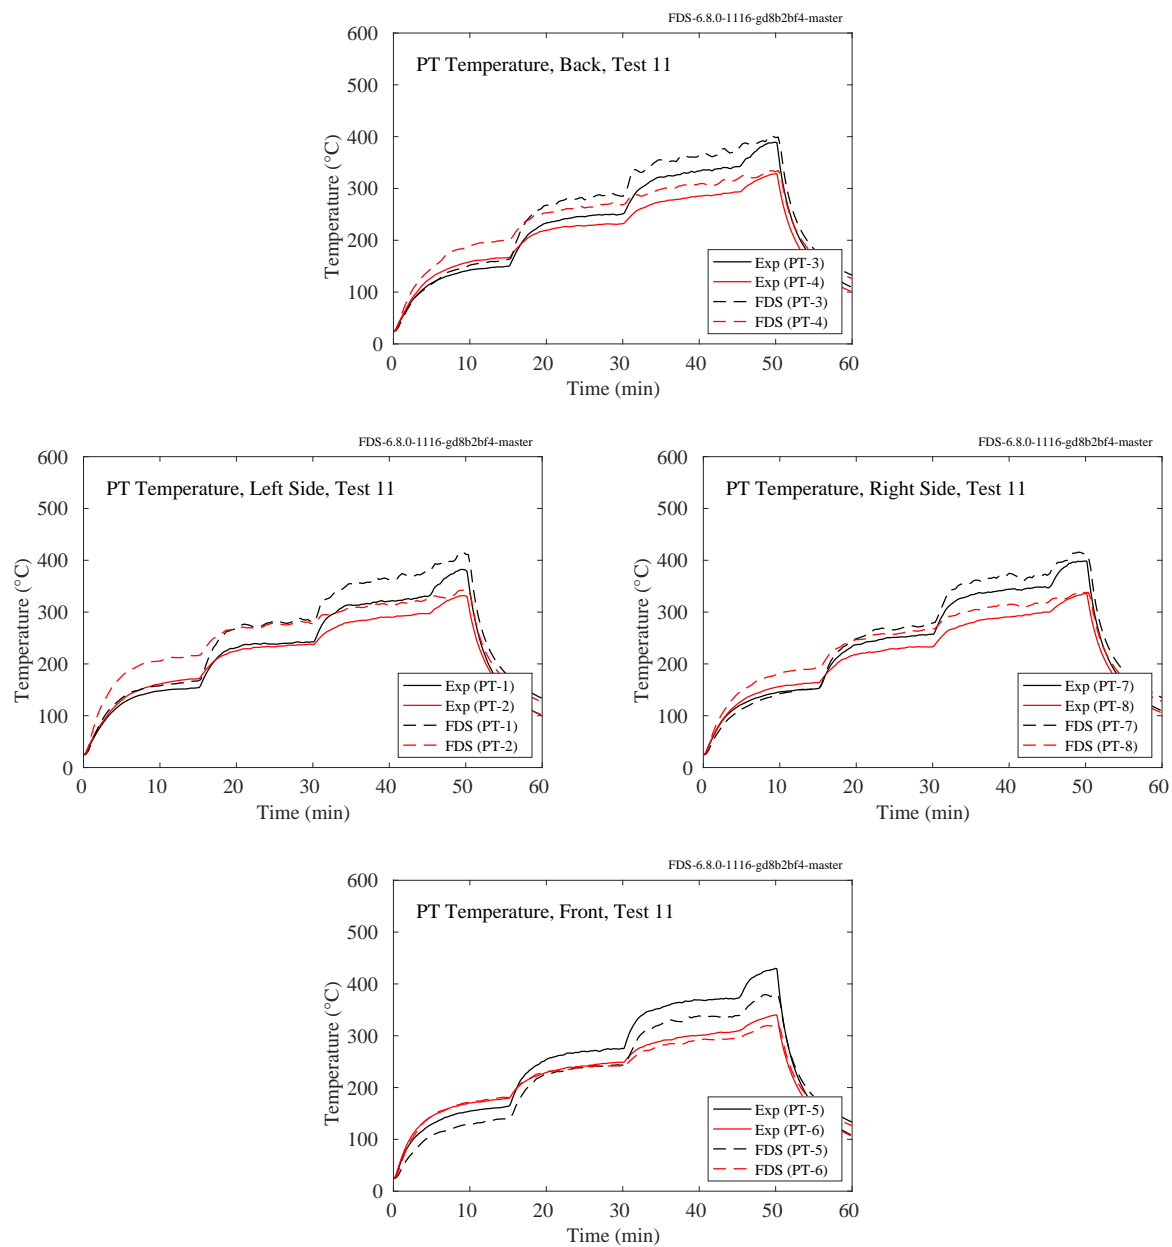 FDS-6.8.0-1116-gd8b2bf4-master
PT Temperature, Back, Test 11
Temperature (°C)
600
500
400
300
200
100
0
Exp (PT-3)
Exp (PT-4)
FDS (PT-3)
FDS (PT-4)
0 10 20 30 40 50 60
Time (min)
FDS-6.8.0-1116-gd8b2bf4-master
PT Temperature, Left Side, Test 11
Temperature (°C)
600
500
400
300
200
100
0
Exp (PT-1)
Exp (PT-2)
FDS (PT-1)
FDS (PT-2)
0 10 20 30 40 50 60
Time (min)
FDS-6.8.0-1116-gd8b2bf4-master
PT Temperature, Right Side, Test 11
Temperature (°C)
600
500
400
300
200
100
0
Exp (PT-7)
Exp (PT-8)
FDS (PT-7)
FDS (PT-8)
0 10 20 30 40 50 60
Time (min)
FDS-6.8.0-1116-gd8b2bf4-master
PT Temperature, Front, Test 11
Temperature (°C)
600
500
400
300
200
100
0
Exp (PT-5)
Exp (PT-6)
FDS (PT-5)
FDS (PT-6)
0 10 20 30 40 50 60
Time (min)